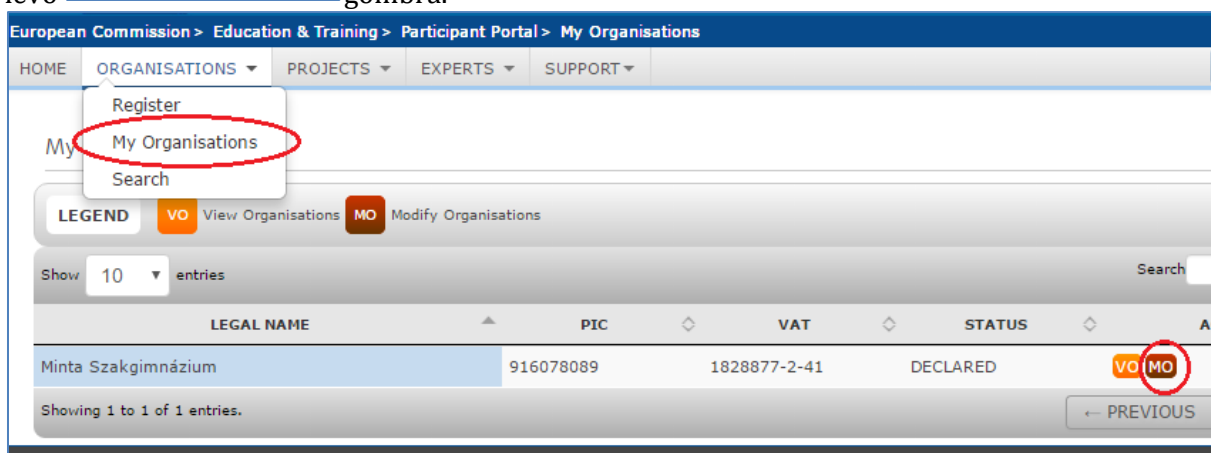 levő gombra.
European Commission > Education & Training > Participant Portal > My Organisations
HOME ORGANISATIONS PROJECTS EXPERTS SUPPORT
Register
My
My Organisations
Search
LEGEND VO View Organisations MO Modify Organisations
Show 10 entries Search
LEGAL NAME PIC VAT STATUS A
Minta Szakgimnázium 916078089 1828877-2-41 DECLARED VO MO
Showing 1 to 1 of 1 entries. ← PREVIOUS